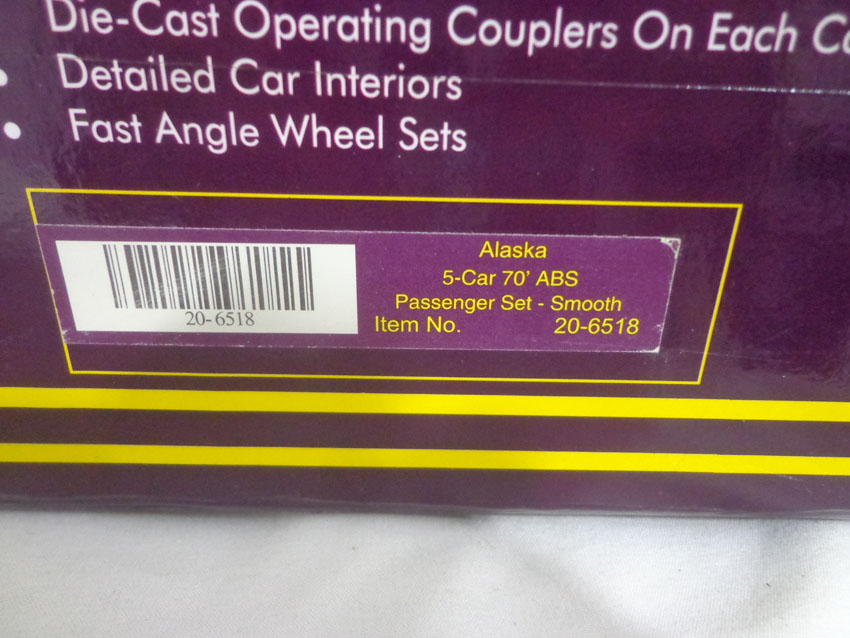 Die-Cast Operating Couplers On Each
• Detailed Car Interiors
• Fast Angle Wheel Sets
20-6518
Alaska
5-Car 70' ABS
Passenger Set - Smooth
Item No. 20-6518